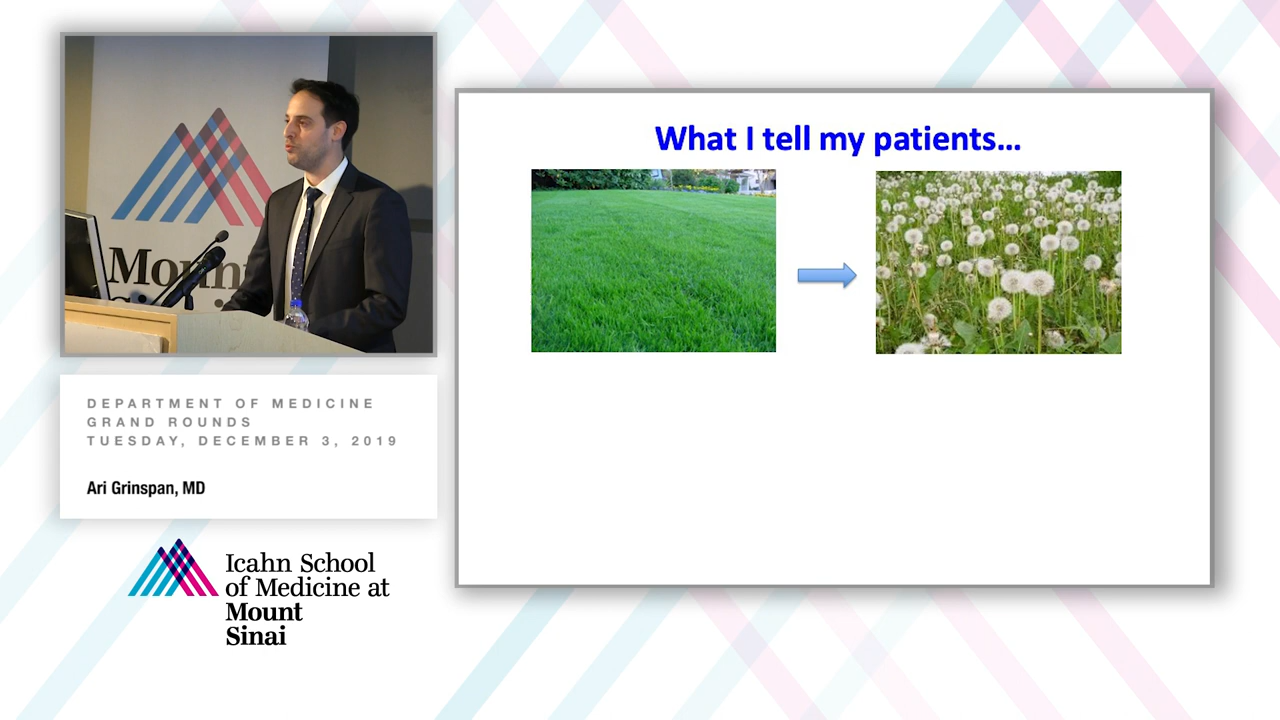 Mount
DEPARTMENT OF MEDICINE
GRAND ROUNDS
TUESDAY, DECEMBER 3, 2019
Ari Grinspan, MD
Icahn School
of Medicine at
Mount
Sinai
What I tell my patients...